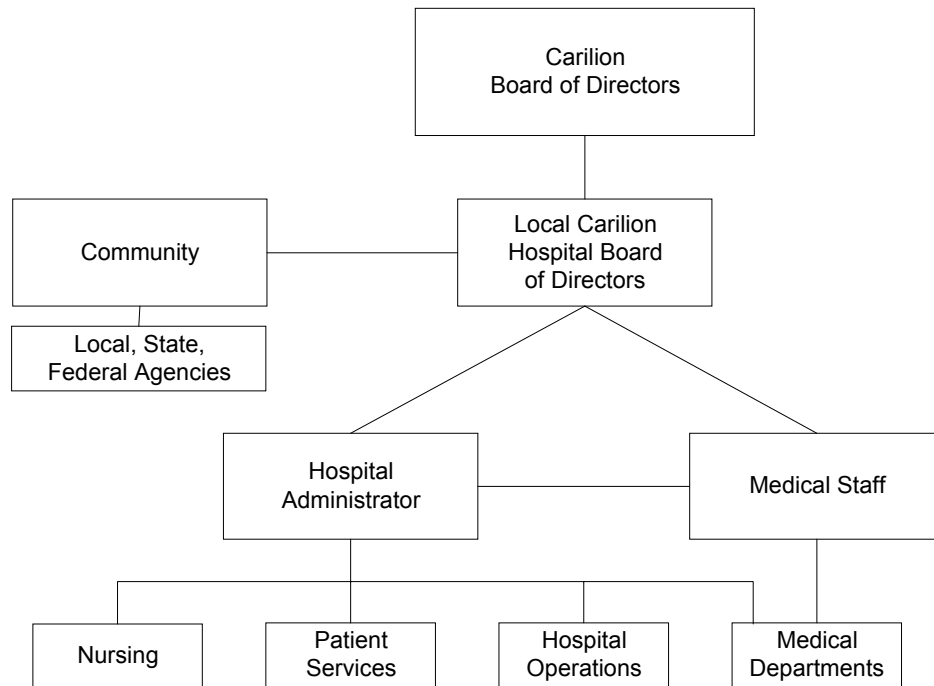 Carilion
Board of Directors
Local Carilion
Hospital Board
of Directors
Community
Local, State,
Federal Agencies
Hospital
Administrator
Medical Staff
Nursing
Patient
Services
Hospital
Operations
Medical
Departments